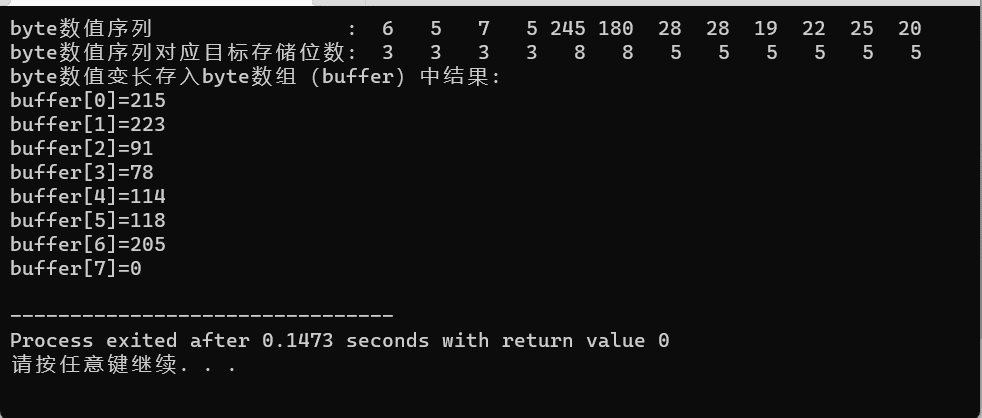 byte数值序列 : 6 5 7 5 245 180 28 28 19 22 25 20
byte数值序列对应目标存储位数: 3 3 3 3 8 8 5 5 5 5 5 5
byte数值变长存入byte数组（buffer）中结果:
buffer[0]=215
buffer[1]=223
buffer[2]=91
buffer[3]=78
buffer[4]=114
buffer[5]=118
buffer[6]=205
buffer[7]=0
--------------------------------
Process exited after 0.1473 seconds with return value 0
请按任意键继续. . .